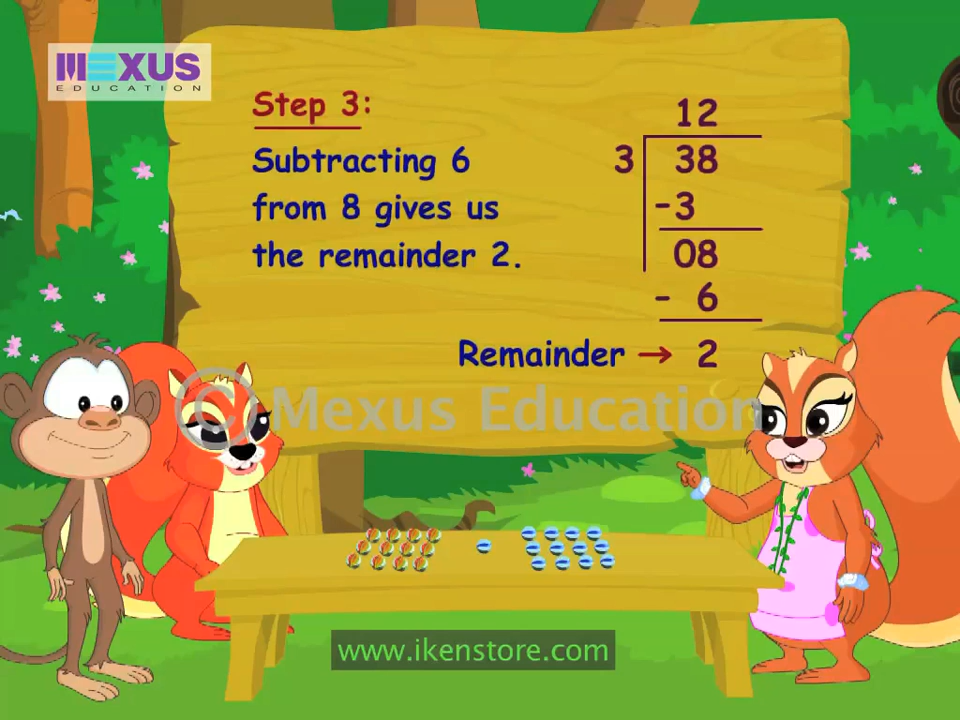 MEXUS
EDUCATION
Step 3:
Subtracting 6
from 8 gives us
the remainder 2.
12
3 38
-3
08
- 6
Remainder → 2
© Mexus Education
www.ikenstore.com